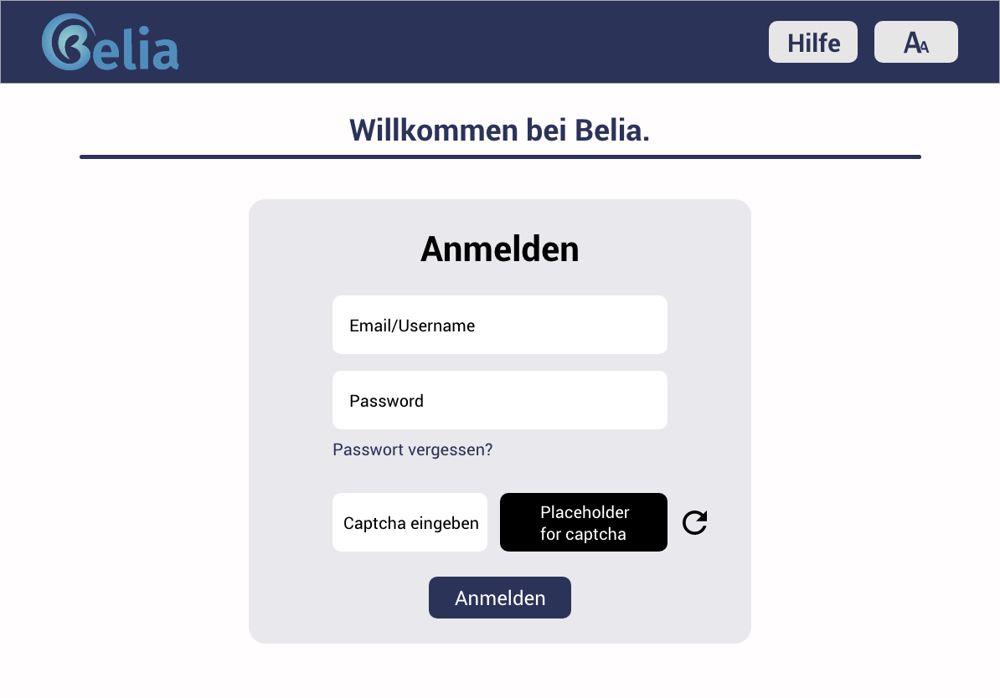 Belia
Hilfe
AA
Willkommen bei Belia.
Anmelden
Email/Username
Password
Passwort vergessen?
Captcha eingeben
Placeholder
for captcha
Anmelden